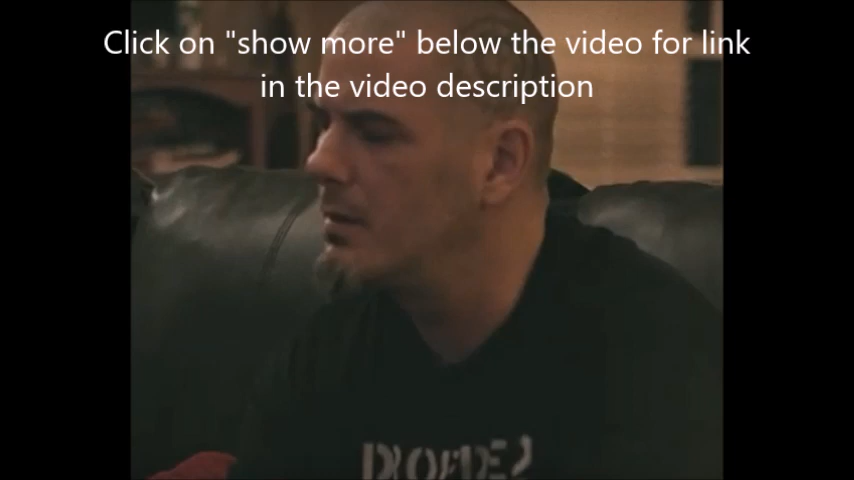 Click on "show more" below the video for link
in the video description